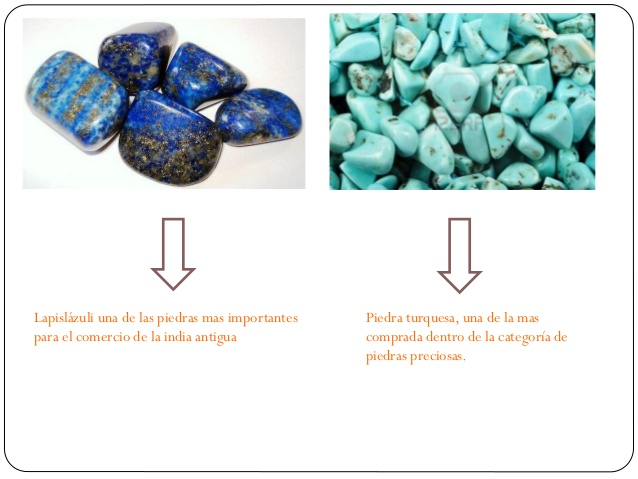 Lapislázuli una de las piedras mas importantes
para el comercio de la india antigua
Piedra turquesa, una de la mas
comprada dentro de la categoría de
piedras preciosas.